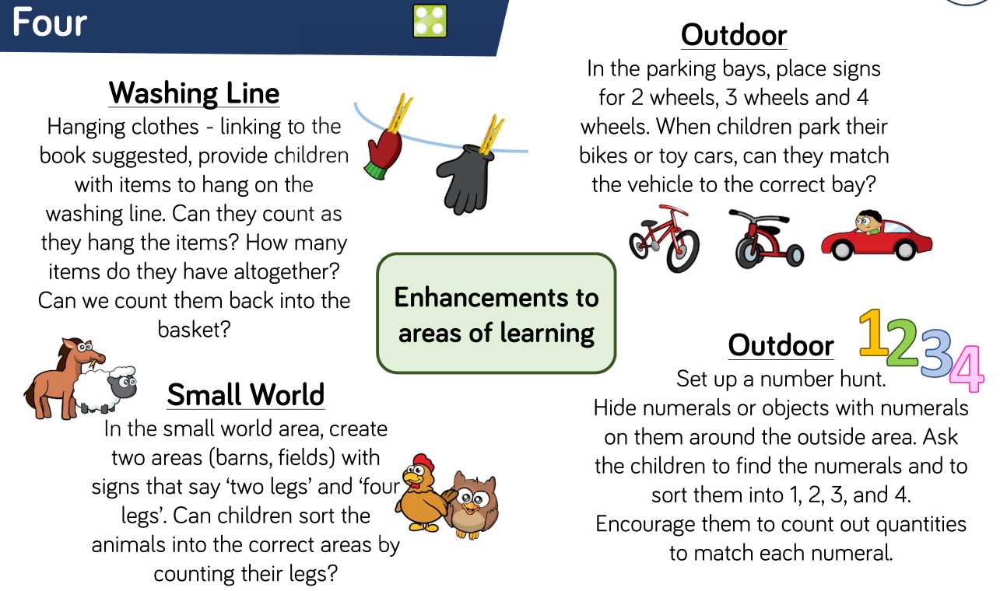 Four
Washing Line
Hanging clothes - linking to the
book suggested, provide children
with items to hang on the
washing line. Can they count as
they hang the items? How many
items do they have altogether?
Can we count them back into the
basket?
Small World
In the small world area, create
two areas (barns, fields) with
signs that say ‘two legs’ and ‘four
legs’. Can children sort the
animals into the correct areas by
counting their legs?
Enhancements to
areas of learning
Outdoor
In the parking bays, place signs
for 2 wheels, 3 wheels and 4
wheels. When children park their
bikes or toy cars, can they match
the vehicle to the correct bay?
Outdoor
1234
Set up a number hunt.
Hide numerals or objects with numerals
on them around the outside area. Ask
the children to find the numerals and to
sort them into 1, 2, 3, and 4.
Encourage them to count out quantities
to match each numeral.